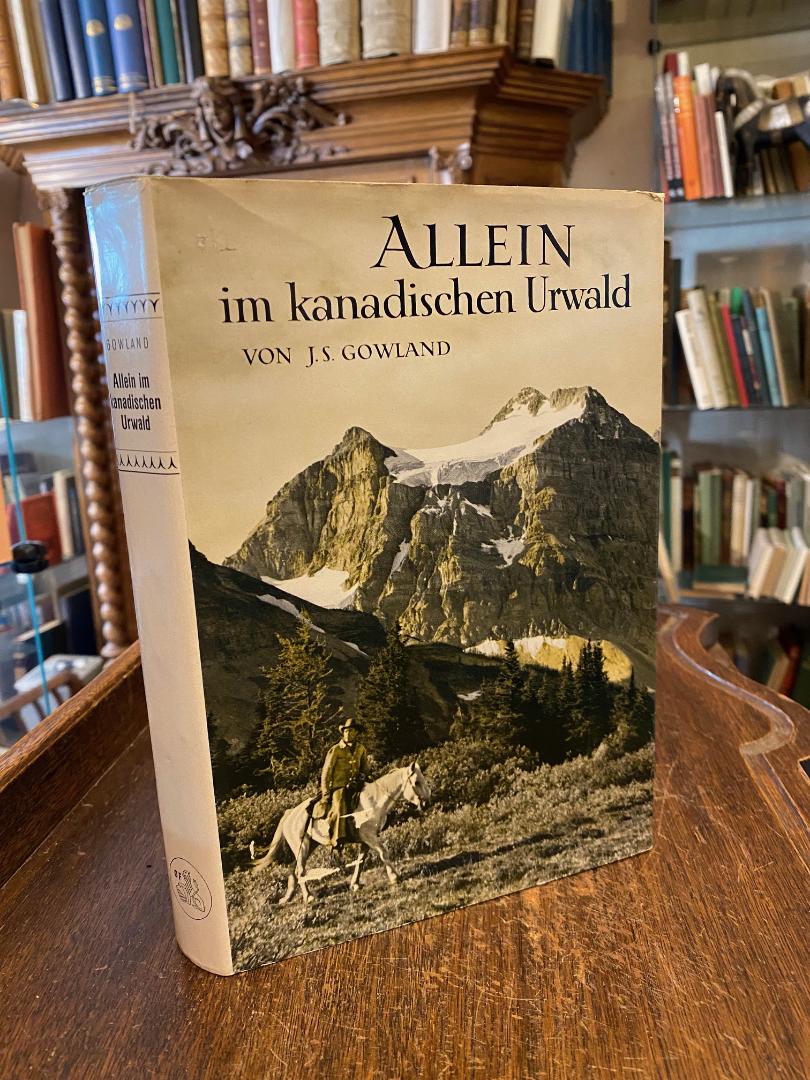 ALLEIN
im kanadischen Urwald
VON J. S. GOWLAND
GOWLAND
Allein im
kanadischen
Urwald